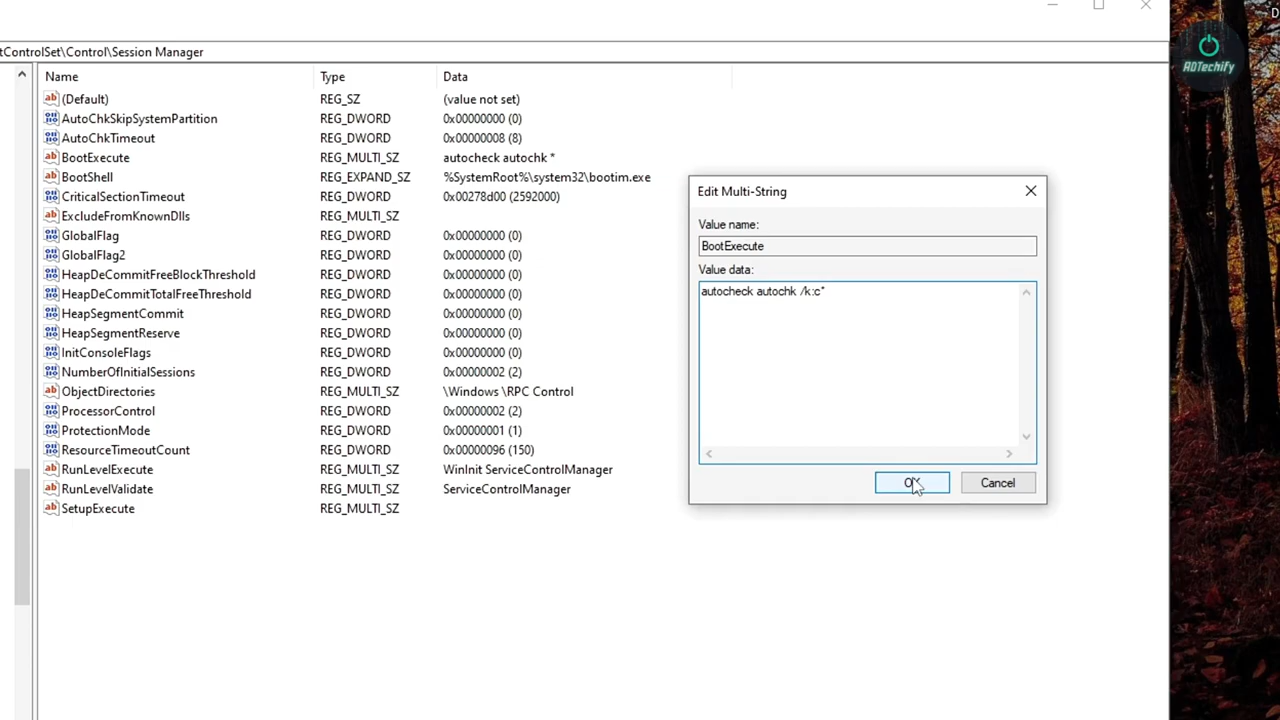 tControlSet\Control\Session Manager
Name Type Data
(Default) REG_SZ (value not set)
AutoChkSkipSystemPartition REG_DWORD 0x00000000 (0)
AutoChkTimeout REG_DWORD 0x00000008 (8)
BootExecute REG_MULTI_SZ autocheck autochk *
BootShell REG_EXPAND_SZ %SystemRoot%\system32\bootim.exe
CriticalSectionTimeout REG_DWORD 0x00278d00 (2592000)
ExcludeFromKnownDlls REG_MULTI_SZ
GlobalFlag REG_DWORD 0x00000000 (0)
GlobalFlag2 REG_DWORD 0x00000000 (0)
HeapDeCommitFreeBlockThreshold REG_DWORD 0x00000000 (0)
HeapDeCommitTotalFreeThreshold REG_DWORD 0x00000000 (0)
HeapSegmentCommit REG_DWORD 0x00000000 (0)
HeapSegmentReserve REG_DWORD 0x00000000 (0)
InitConsoleFlags REG_DWORD 0x00000000 (0)
NumberOfInitialSessions REG_DWORD 0x00000002 (2)
ObjectDirectories REG_MULTI_SZ \Windows \RPC Control
ProcessorControl REG_DWORD 0x00000002 (2)
ProtectionMode REG_DWORD 0x00000001 (1)
ResourceTimeoutCount REG_DWORD 0x00000096 (150)
RunLevelExecute REG_MULTI_SZ WinInit ServiceControlManager
RunLevelValidate REG_MULTI_SZ ServiceControlManager
SetupExecute REG_MULTI_SZ
Edit Multi-String
Value name:
BootExecute
Value data:
autocheck autochk /k:c*
OK Cancel
ADTechify
D